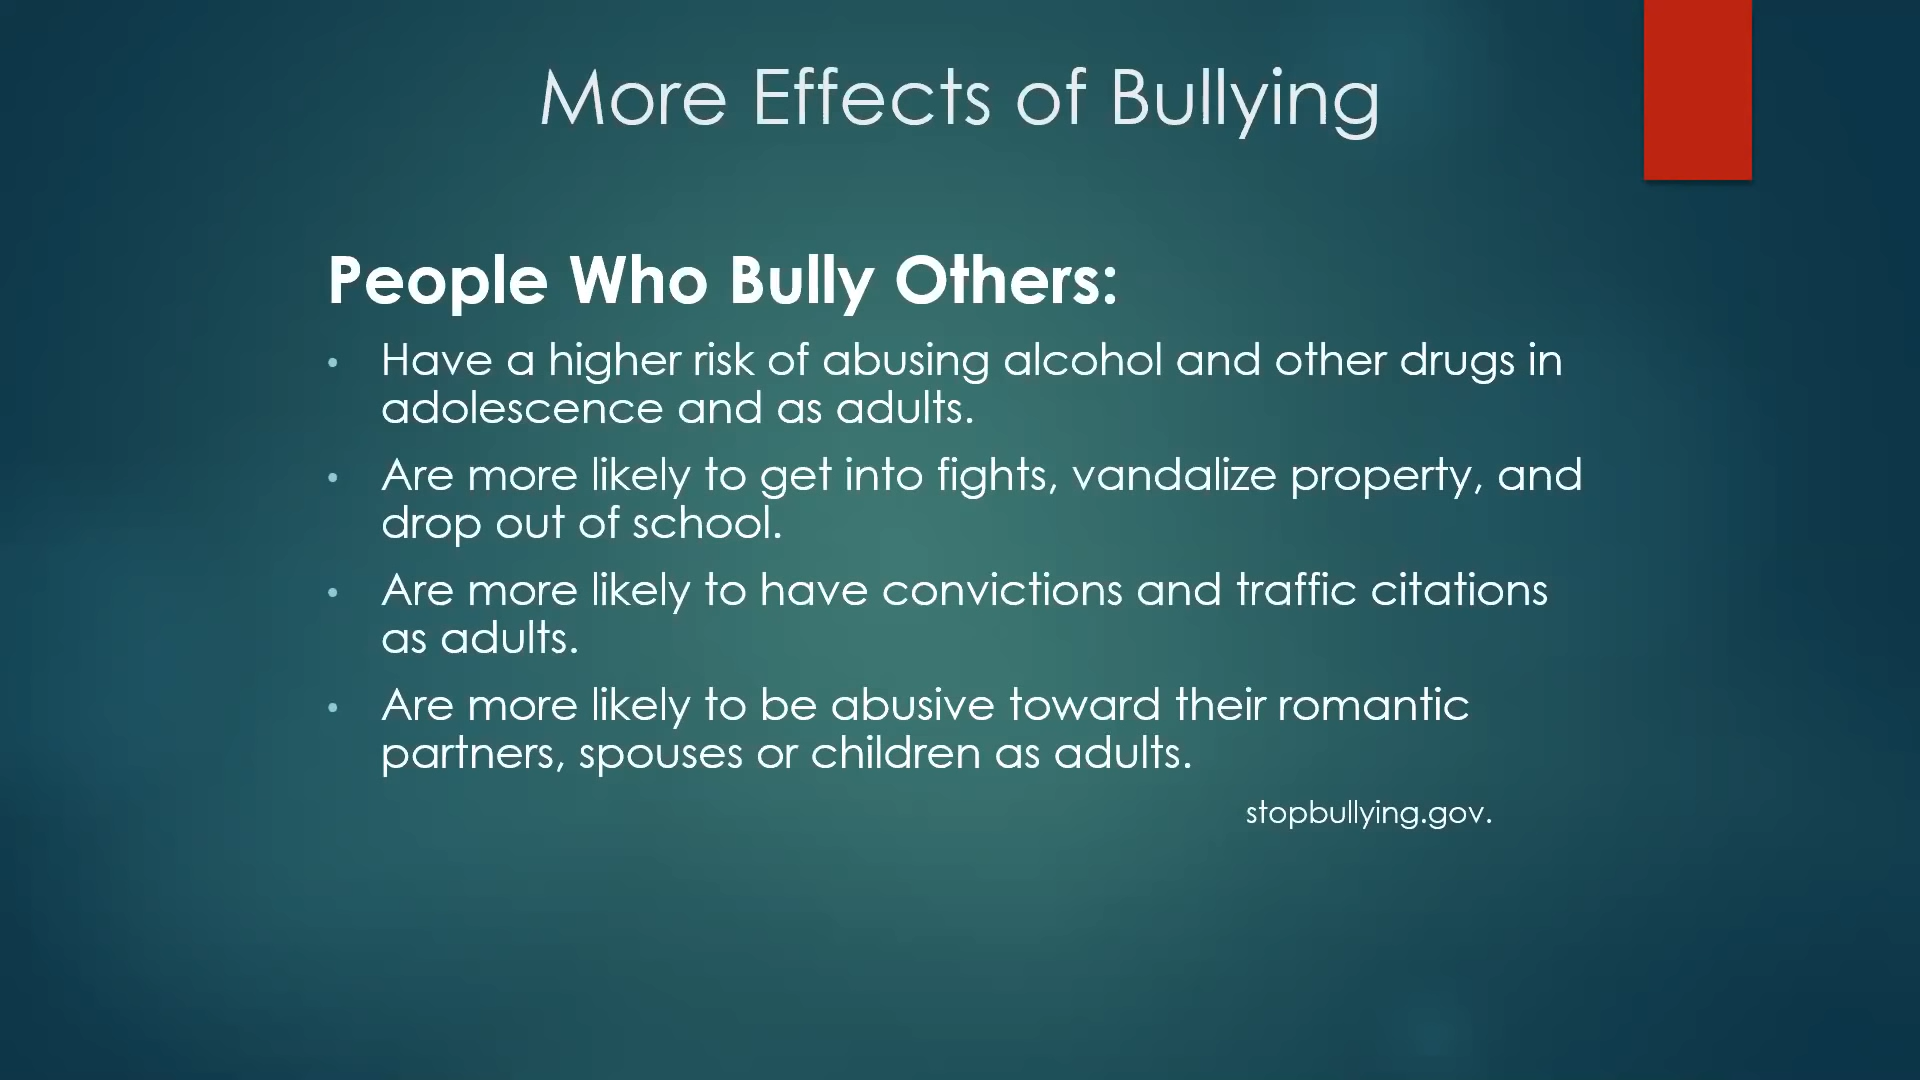 More Effects of Bullying
People Who Bully Others:
• Have a higher risk of abusing alcohol and other drugs in
adolescence and as adults.
• Are more likely to get into fights, vandalize property, and
drop out of school.
• Are more likely to have convictions and traffic citations
as adults.
• Are more likely to be abusive toward their romantic
partners, spouses or children as adults.
stopbullying.gov.